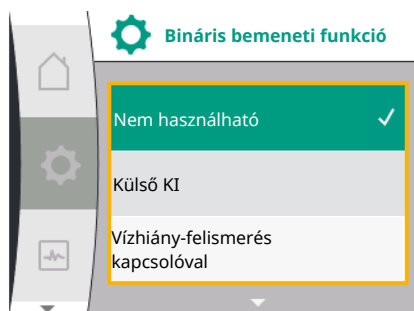 Bináris bemeneti funkció
Nem használható
Külső KI
Vízhiány-felismerés
kapcsolóval